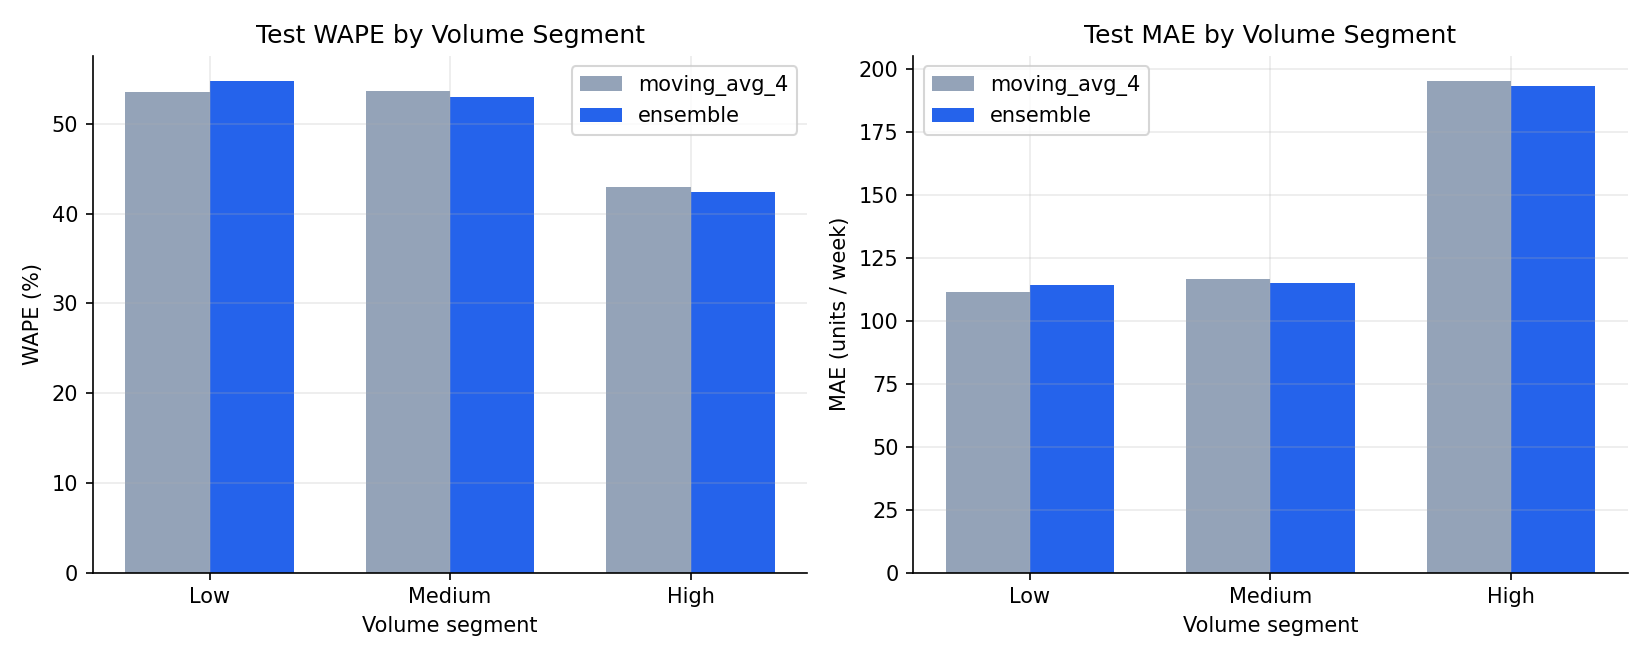 Test WAPE by Volume Segment
moving_avg_4
ensemble
WAPE (%)
50
40
30
20
10
0
Low Medium High
Volume segment
Test MAE by Volume Segment
moving_avg_4
ensemble
MAE (units / week)
200
175
150
125
100
75
50
25
0
Low Medium High
Volume segment